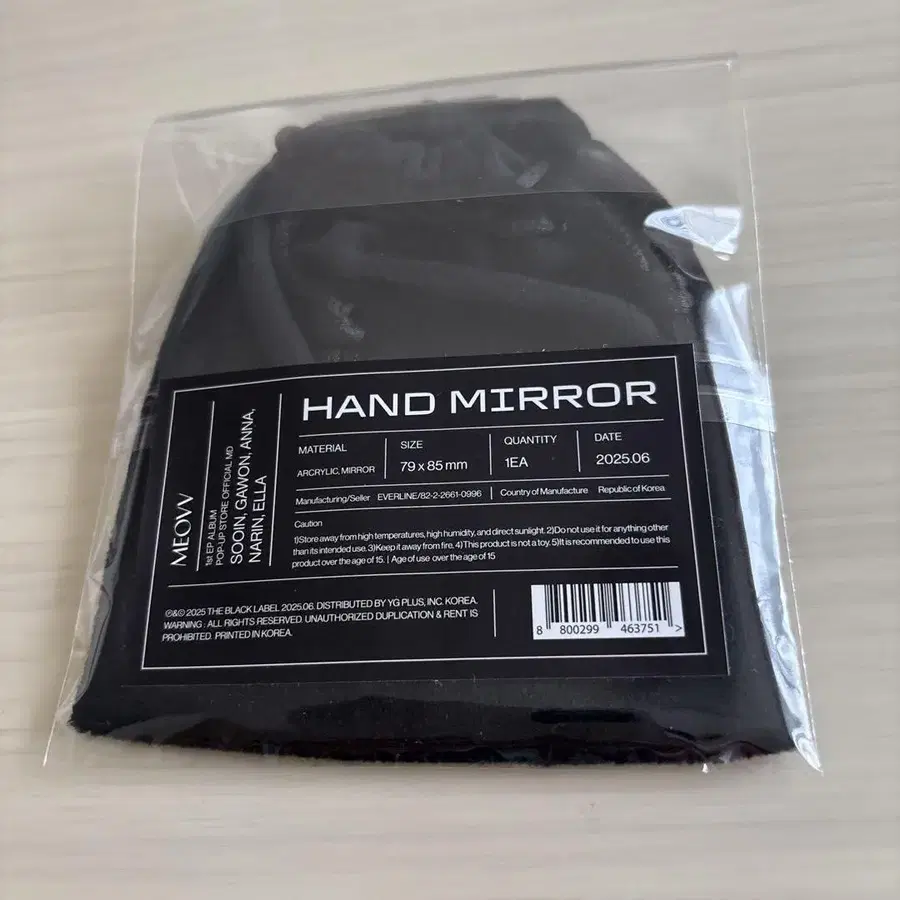 HAND MIRROR
MATERIAL
ARCRYLIC, MIRROR
SIZE
79 x 85 mm
QUANTITY
1EA
DATE
2025.06
Manufacturing/Seller EVERLINE/82-2-2661-0996
Country of Manufacture Republic of Korea
Caution
1)Store away from high temperatures, high humidity, and direct sunlight. 2)Do not use it for anything other
than its intended use. 3)Keep it away from fire. 4)This product is not a toy. 5)It is recommended to use this
product over the age of 15. | Age of use over the age of 15
MEOVV
1st EP ALBUM
POP-UP STORE OFFICIAL MD
SOOIN, GAWON, ANNA,
NARIN, ELLA
℗&© 2025 THE BLACK LABEL 2025.06. DISTRIBUTED BY YG PLUS, INC. KOREA.
WARNING : ALL RIGHTS RESERVED. UNAUTHORIZED DUPLICATION & RENT IS
PROHIBITED. PRINTED IN KOREA.
8 800299 463751 >